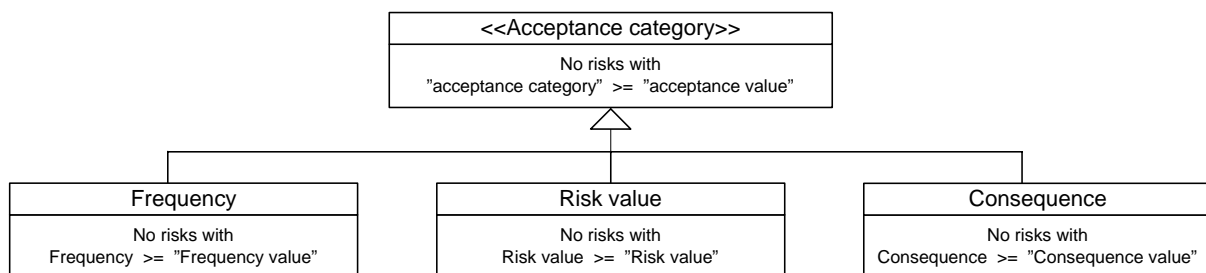 <<Acceptance category>>
No risks with
”acceptance category” >= ”acceptance value”
Frequency
No risks with
Frequency >= ”Frequency value”
Risk value
No risks with
Risk value >= ”Risk value”
Consequence
No risks with
Consequence >= ”Consequence value”